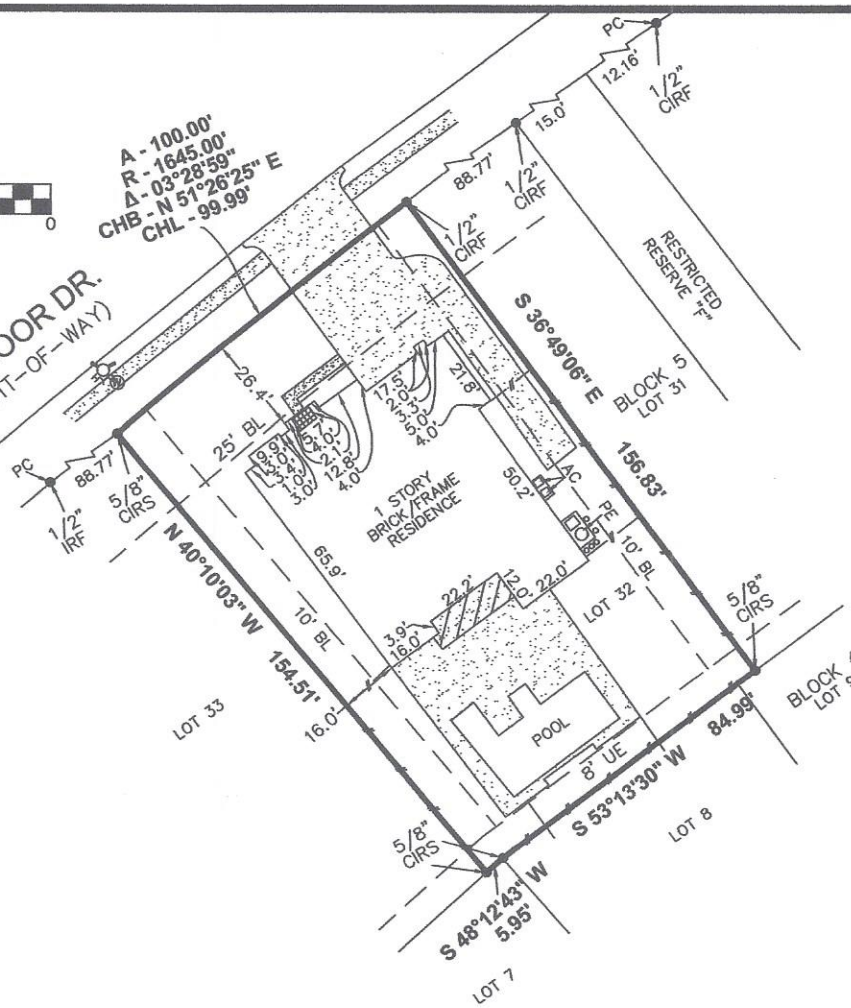 PC
12.16'
1/2"
CIRF
15.0'
1/2"
CIRF
88.77'
1/2"
CIRF
A - 100.00'
R - 1645.00'
Δ - 03°28'59"
CHB - N 51°26'25" E
CHL - 99.99'
0
OOR DR.
T-OF-WAY)
RESTRICTED
RESERVE "F"
BLOCK 5
LOT 31
S 36°49'06" E
156.83'
26.4'
25' BL
PC
88.77'
1/2"
IRF
5/8"
CIRS
9.9'
3.0'
3.4'
1.0'
3.0'
5.7'
4.0'
2.1'
12.8'
4.0'
17.5'
2.0'
3.3'
5.0'
4.0'
21.8'
1 STORY
BRICK/FRAME
RESIDENCE
50.2'
AC
PE
10' BL
65.9'
N 40°10'03" W
154.51'
10' BL
22.2'
12.0'
22.0'
3.9'
16.0'
16.0'
LOT 32
LOT 33
5/8"
CIRS
BLOCK
LOT
POOL
8' UE
S 53°13'30" W
84.99'
LOT 8
5/8"
CIRS
S 48°12'43" W
5.95'
LOT 7